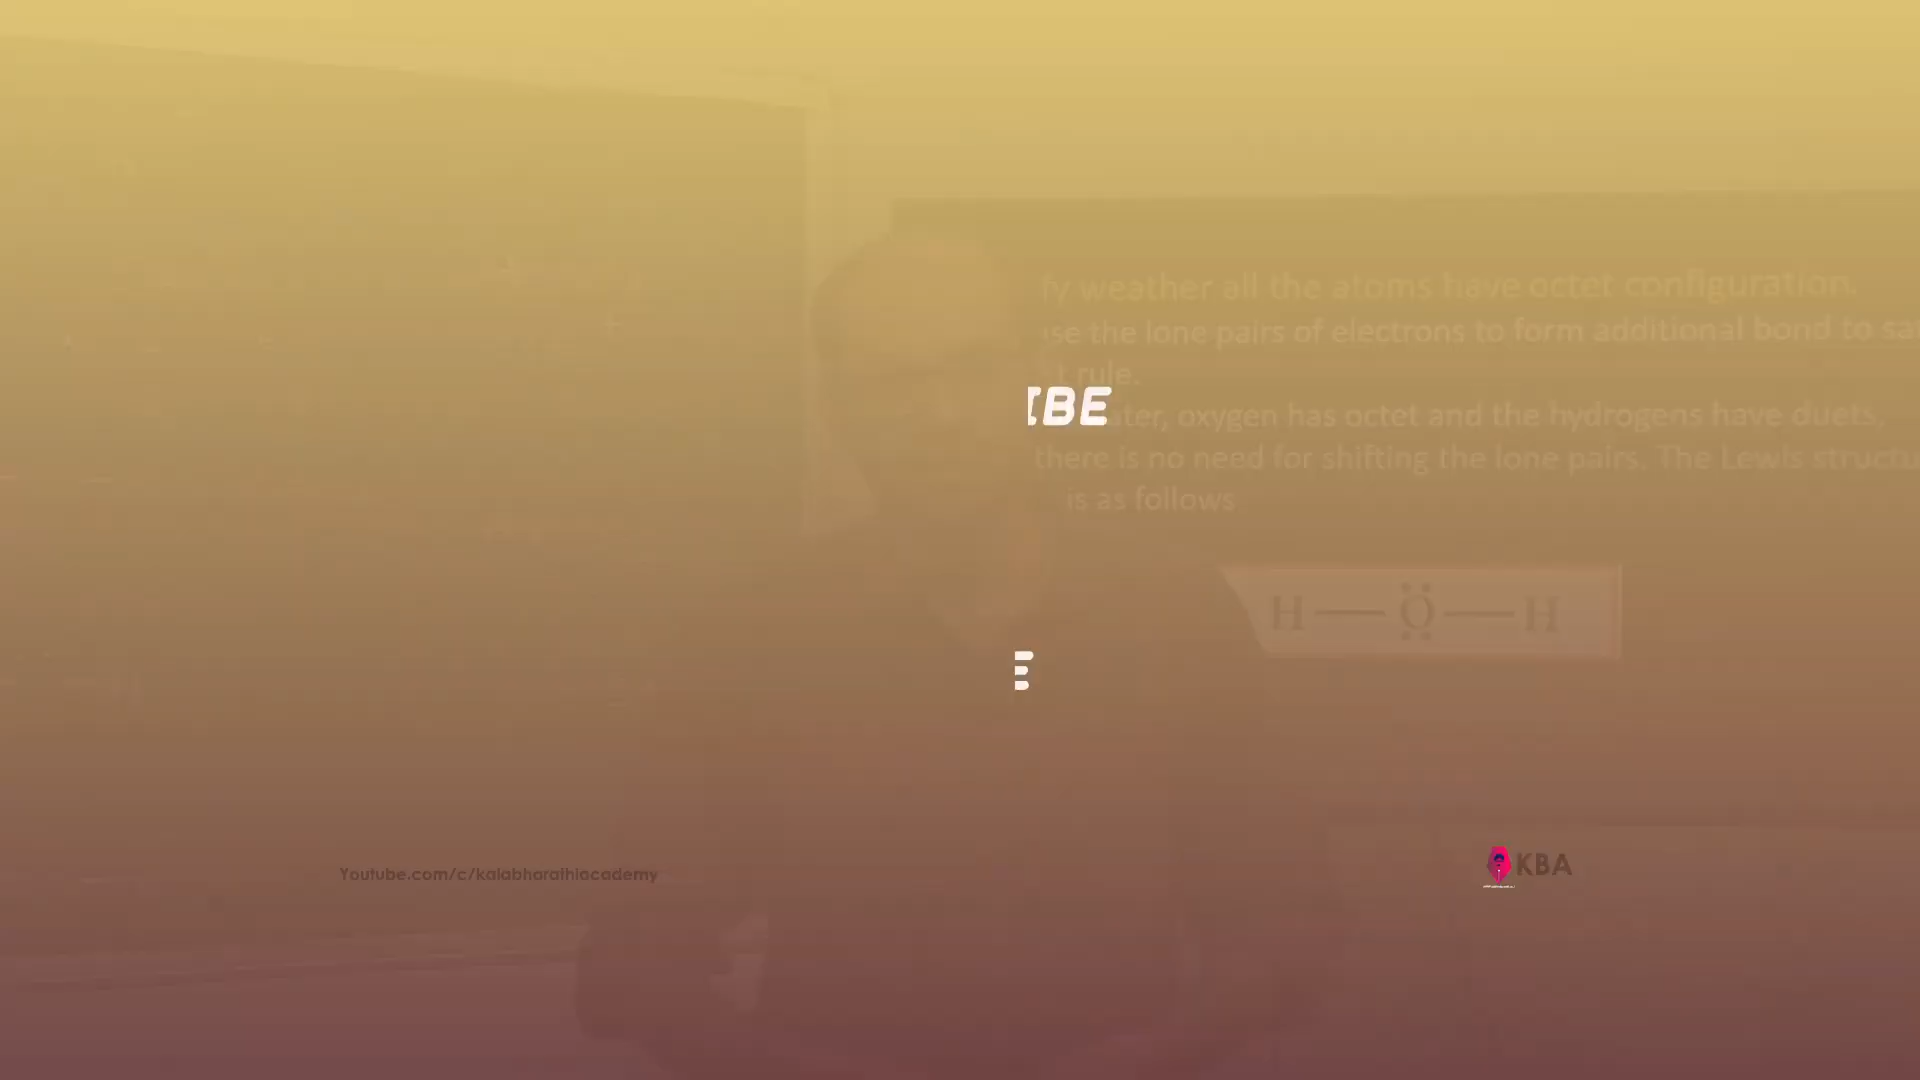 fy weather all the atoms have octet configuration.
se the lone pairs of electrons to form additional bond to
t rule.
IBE
ater, oxygen has octet and the hydrogens have duets,
there is no need for shifting the lone pairs. The Lewis structu
is as follows
H — O — H
E
Youtube.com/c/kalabharathiacademy
KBA